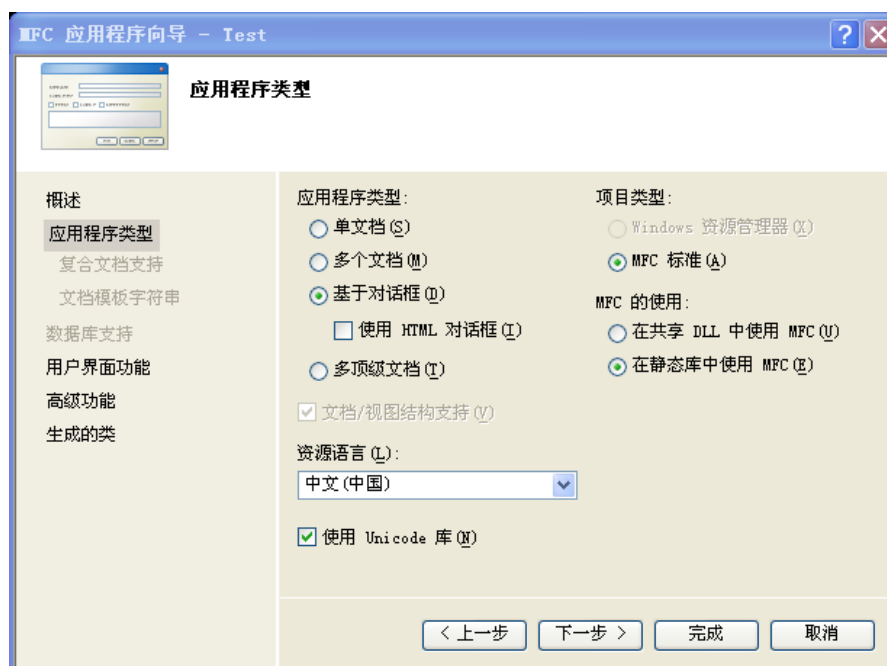 MFC 应用程序向导 - Test
应用程序类型
概述
应用程序类型
复合文档支持
文档模板字符串
数据库支持
用户界面功能
高级功能
生成的类
应用程序类型:
单文档(S)
多个文档(M)
基于对话框(D)
使用 HTML 对话框(I)
多顶级文档(T)
文档/视图结构支持(V)
资源语言(L):
中文(中国)
使用 Unicode 库(N)
项目类型:
Windows 资源管理器(X)
MFC 标准(A)
MFC 的使用:
在共享 DLL 中使用 MFC(U)
在静态库中使用 MFC(E)
< 上一步
下一步 >
完成
取消